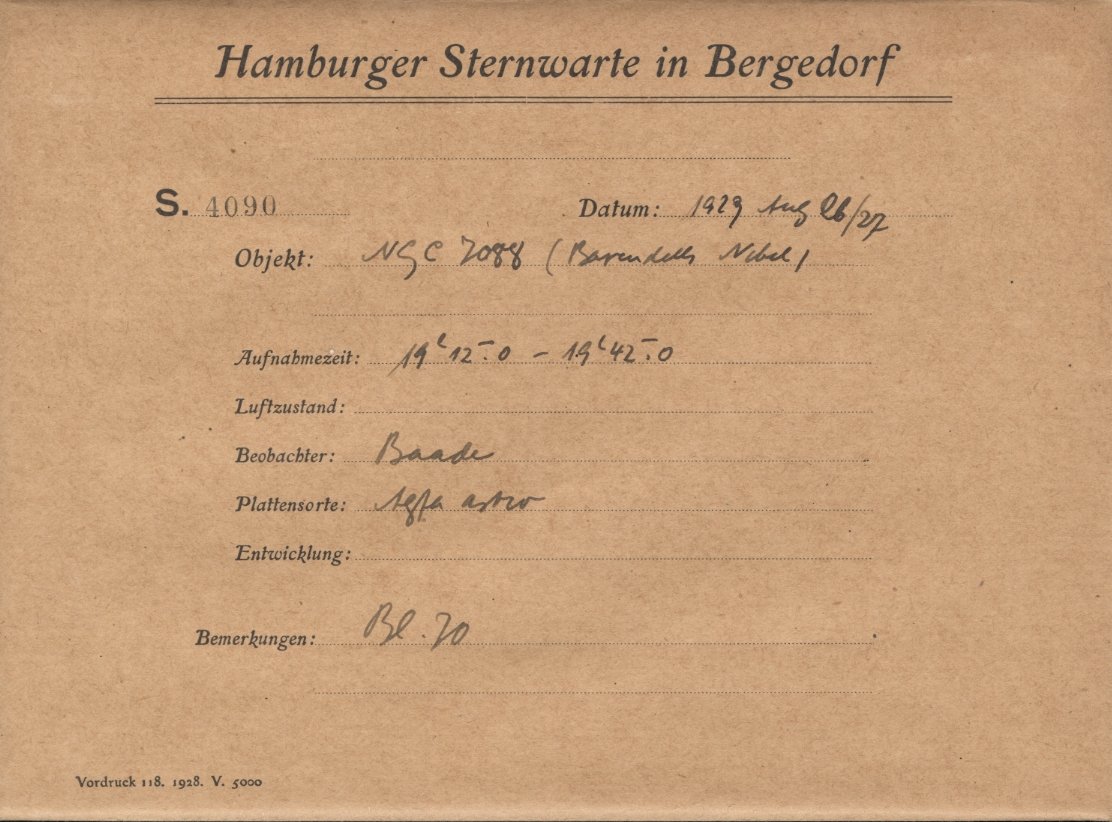 Hamburger Sternwarte in Bergedorf
S. 4090 Datum: 1929 Aug 26/27
Objekt: NGC 7088 (Baxendells Nebel)
Aufnahmezeit: 19h 12m.0 – 19h 42m.0
Luftzustand:
Beobachter: Baade
Plattensorte: Agfa astro
Entwicklung:
Bemerkungen: Bl. 70
Vordruck 118. 1928. V. 5000